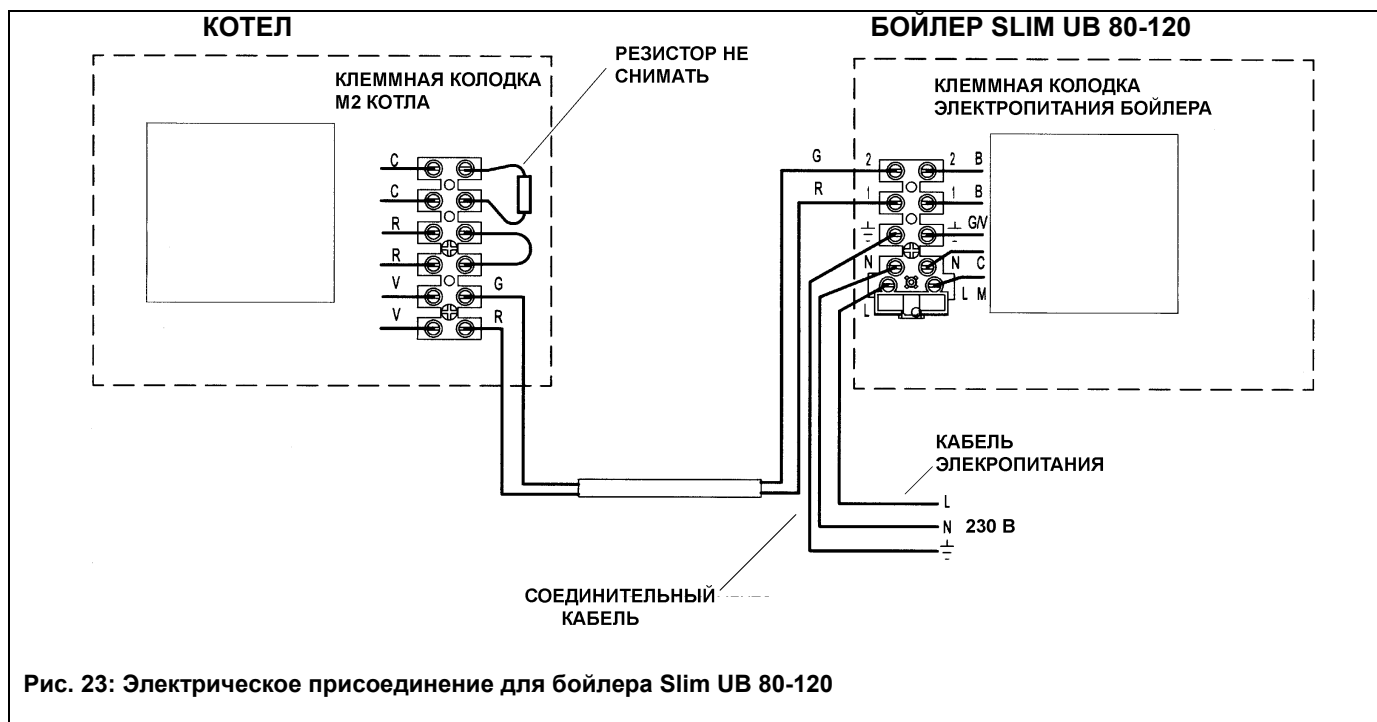 КОТЕЛ
БОЙЛЕР SLIM UB 80-120
РЕЗИСТОР НЕ
СНИМАТЬ
КЛЕММНАЯ КОЛОДКА
М2 КОТЛА
КЛЕММНАЯ КОЛОДКА
ЭЛЕКТРОПИТАНИЯ БОЙЛЕРА
C
C
R
R
V G
V R
G 2 2 B
R 1 1 B
G/V
N N C
L L M
КАБЕЛЬ
ЭЛЕКРОПИТАНИЯ
L
N 230 В
СОЕДИНИТЕЛЬНЫЙ
КАБЕЛЬ
Рис. 23: Электрическое присоединение для бойлера Slim UB 80-120